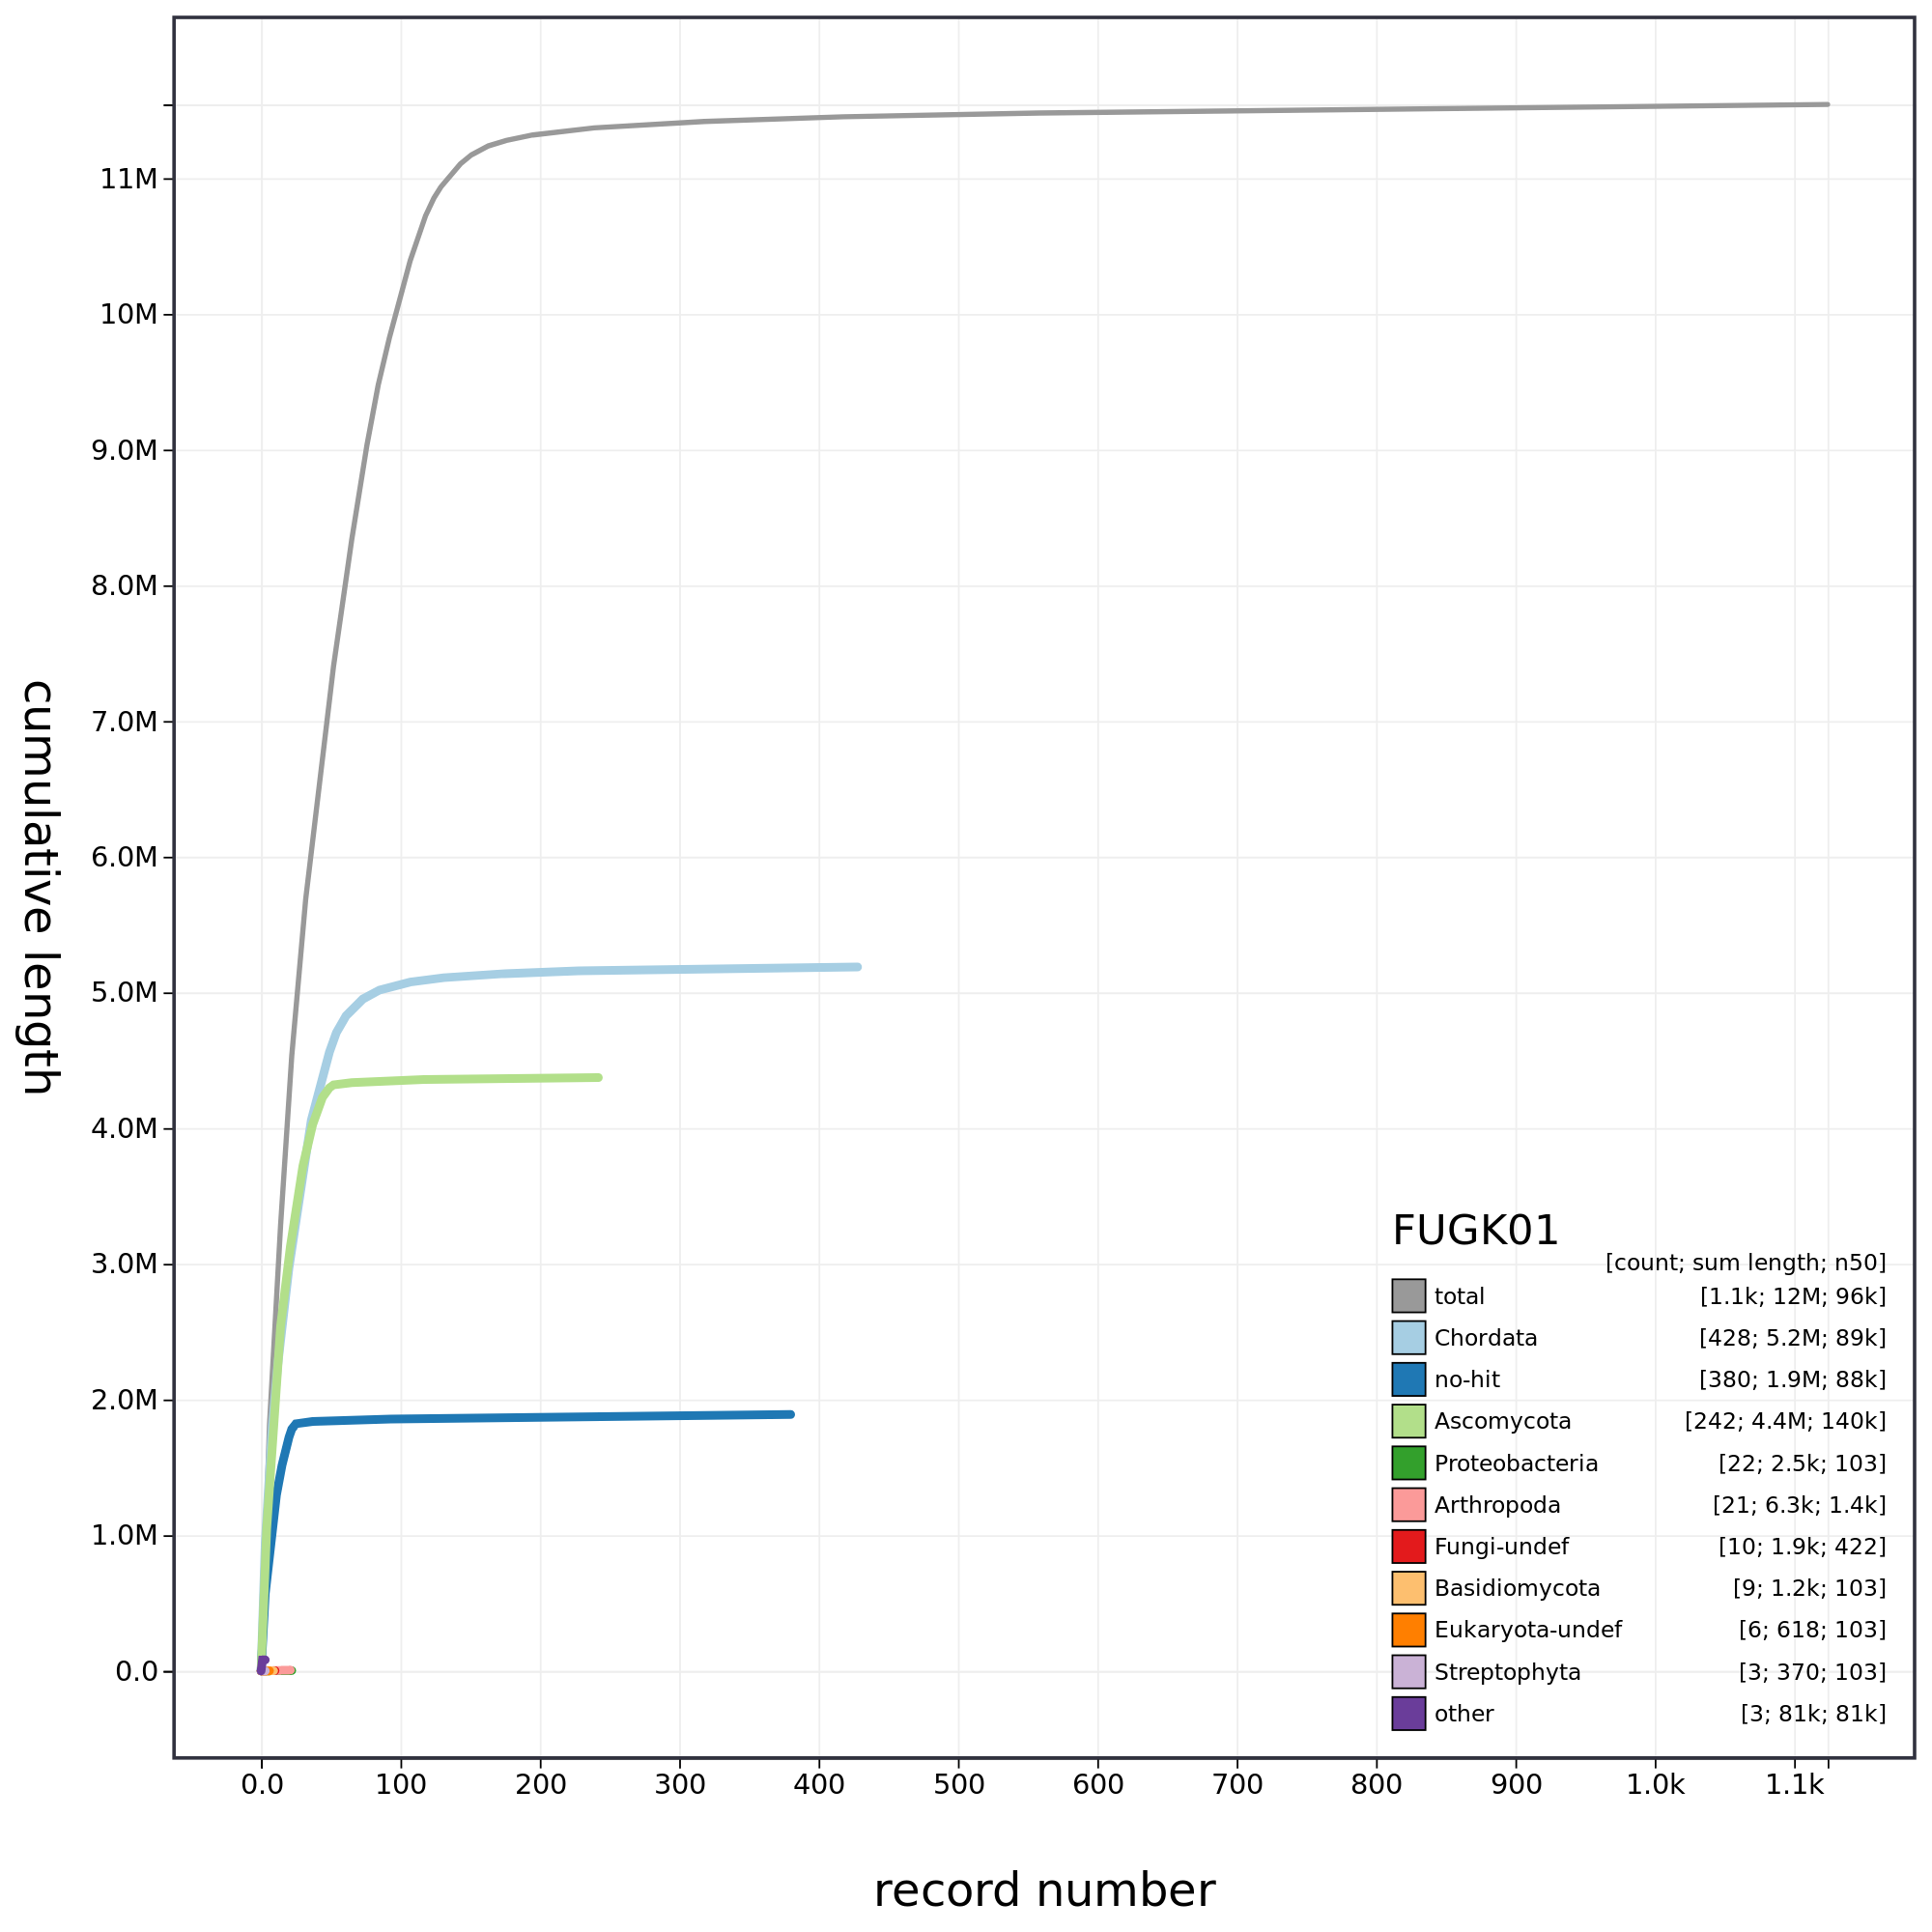 cumulative length
11M
10M
9.0M
8.0M
7.0M
6.0M
5.0M
4.0M
3.0M
2.0M
1.0M
0.0
FUGK01
[count; sum length; n50]
total [1.1k; 12M; 96k]
Chordata [428; 5.2M; 89k]
no-hit [380; 1.9M; 88k]
Ascomycota [242; 4.4M; 140k]
Proteobacteria [22; 2.5k; 103]
Arthropoda [21; 6.3k; 1.4k]
Fungi-undef [10; 1.9k; 422]
Basidiomycota [9; 1.2k; 103]
Eukaryota-undef [6; 618; 103]
Streptophyta [3; 370; 103]
other [3; 81k; 81k]
0.0 100 200 300 400 500 600 700 800 900 1.0k 1.1k
record number